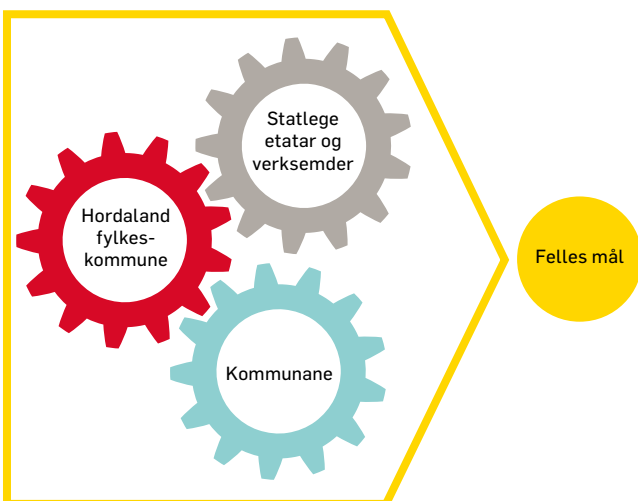 Statlege
etatar og
verksemder
Hordaland
fylkes-
kommune
Felles mål
Kommunane